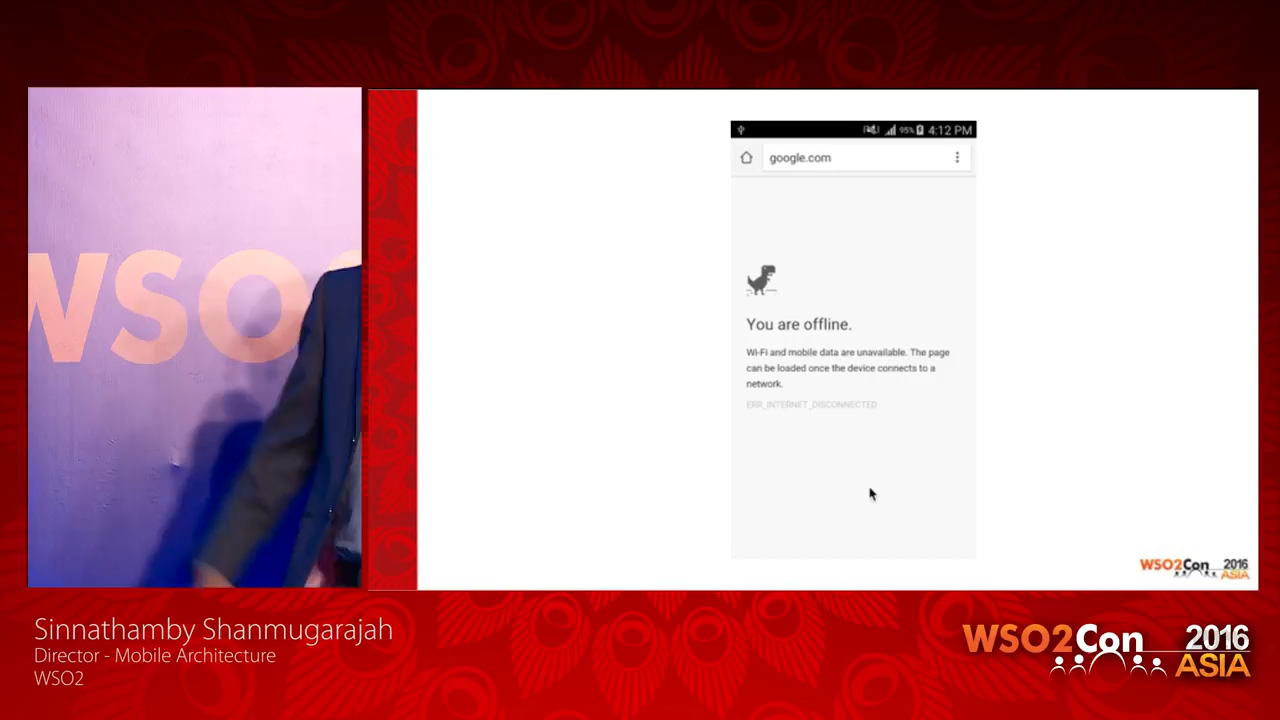 WSO
95% 4:12 PM
google.com
You are offline.
Wi-Fi and mobile data are unavailable. The page
can be loaded once the device connects to a
network.
ERR_INTERNET_DISCONNECTED
WSO2Con 2016
ASIA
Sinnathamby Shanmugarajah
Director - Mobile Architecture
WSO2
WSO2Con 2016
ASIA